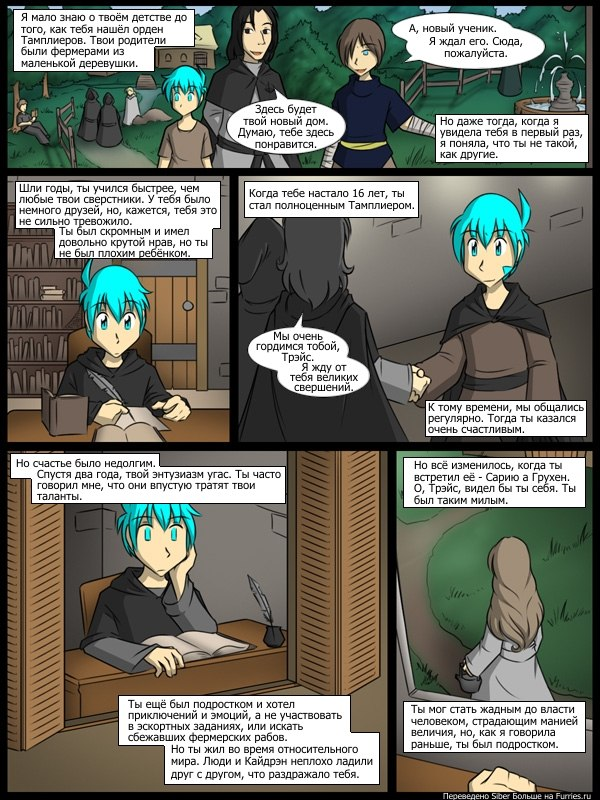 Я мало знаю о твоём детстве до
того, как тебя нашёл орден
Тамплиеров. Твои родители
были фермерами из
маленькой деревушки.
А, новый ученик.
Я ждал его. Сюда,
пожалуйста.
Здесь будет
твой новый дом.
Думаю, тебе здесь
понравится.
Но даже тогда, когда я
увидела тебя в первый раз,
я поняла, что ты не такой,
как другие.
Шли годы, ты учился быстрее, чем
любые твои сверстники. У тебя было
немного друзей, но, кажется, тебя это
не сильно тревожило.
Ты был скромным и имел
довольно крутой нрав, но ты
не был плохим ребёнком.
Когда тебе настало 16 лет, ты
стал полноценным Тамплиером.
Мы очень
гордимся тобой,
Трэйс.
Я жду от
тебя великих
свершений.
К тому времени, мы общались
регулярно. Тогда ты казался
очень счастливым.
Но счастье было недолгим.
Спустя два года, твой энтузиазм угас. Ты часто
говорил мне, что они впустую тратят твои
таланты.
Ты ещё был подростком и хотел
приключений и эмоций, а не участвовать
в эскортных заданиях, или искать
сбежавших фермерских рабов.
Но ты жил во время относительного
мира. Люди и Кайдрэн неплохо ладили
друг с другом, что раздражало тебя.
Но всё изменилось, когда ты
встретил её - Сарию а Грухен.
О, Трэйс, видел бы ты себя. Ты
был таким милым.
Ты мог стать жадным до власти
человеком, страдающим манией
величия, но, как я говорила
раньше, ты был подростком.
Переведено Siber Больше на Furries.ru